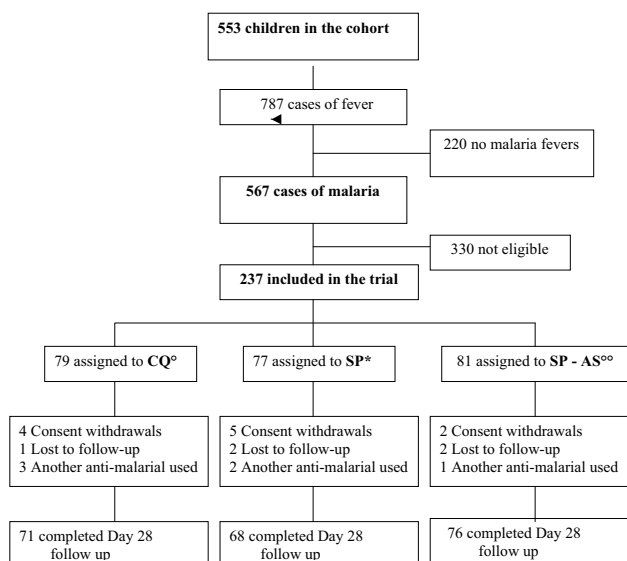 553 children in the cohort
787 cases of fever
220 no malaria fevers
567 cases of malaria
330 not eligible
237 included in the trial
79 assigned to CQ°
77 assigned to SP*
81 assigned to SP - AS°°
4 Consent withdrawals
1 Lost to follow-up
3 Another anti-malarial used
5 Consent withdrawals
2 Lost to follow-up
2 Another anti-malarial used
2 Consent withdrawals
2 Lost to follow-up
1 Another anti-malarial used
71 completed Day 28
follow up
68 completed Day 28
follow up
76 completed Day 28
follow up